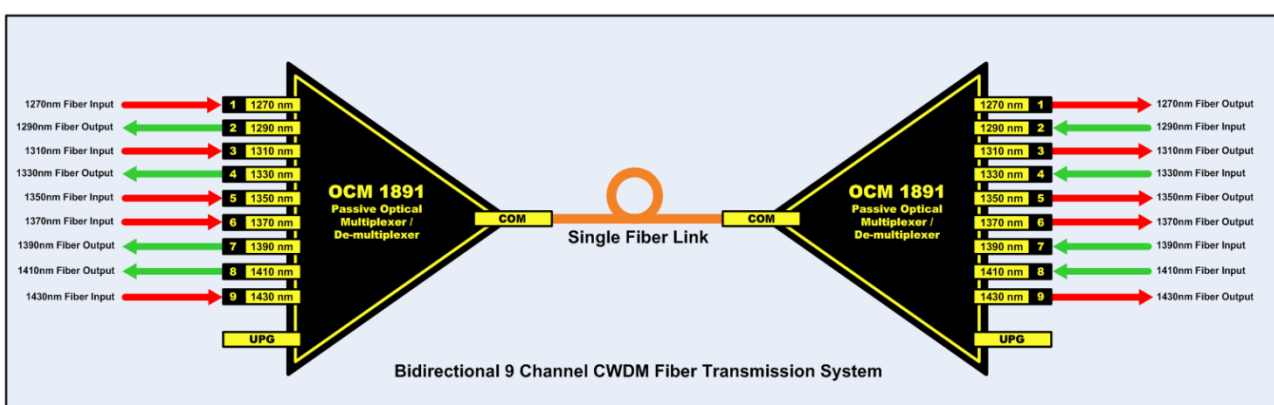 1270nm Fiber Input 1 1270 nm 1270 nm 1 1270nm Fiber Output
1290nm Fiber Output 2 1290 nm 1290 nm 2 1290nm Fiber Input
1310nm Fiber Input 3 1310 nm 1310 nm 3 1310nm Fiber Output
1330nm Fiber Output 4 1330 nm 1330 nm 4 1330nm Fiber Input
1350nm Fiber Input 5 1350 nm 1350 nm 5 1350nm Fiber Output
1370nm Fiber Input 6 1370 nm 1370 nm 6 1370nm Fiber Output
1390nm Fiber Output 7 1390 nm 1390 nm 7 1390nm Fiber Input
1410nm Fiber Output 8 1410 nm 1410 nm 8 1410nm Fiber Input
1430nm Fiber Input 9 1430 nm 1430 nm 9 1430nm Fiber Output
UPG
OCM 1891
Passive Optical
Multiplexer /
De-multiplexer
COM
Single Fiber Link
COM
OCM 1891
Passive Optical
Multiplexer /
De-multiplexer
UPG
Bidirectional 9 Channel CWDM Fiber Transmission System